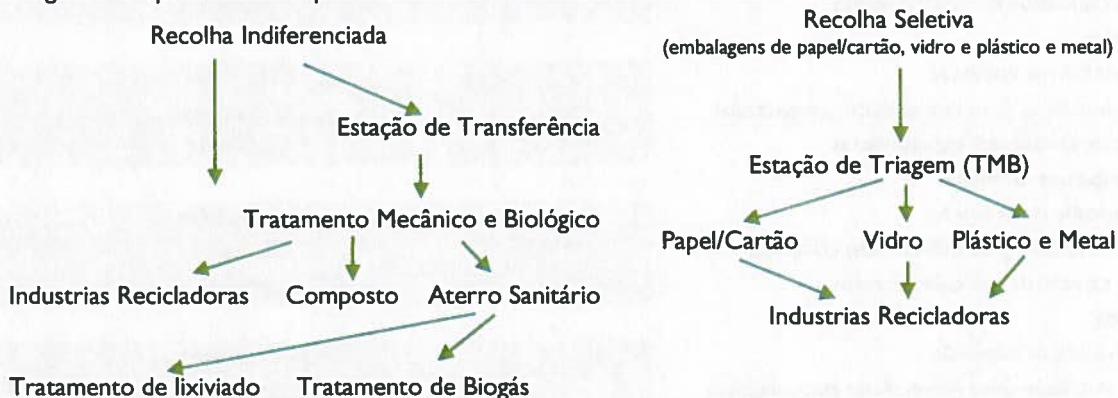 Recolha Indiferenciada
Estação de Transferência
Tratamento Mecânico e Biológico
Industrias Recicladoras Composto Aterro Sanitário
Tratamento de lixiviado Tratamento de Biogás
Recolha Seletiva
(embalagens de papel/cartão, vidro e plástico e metal)
Estação de Triagem (TMB)
Papel/Cartão Vidro Plástico e Metal
Industrias Recicladoras